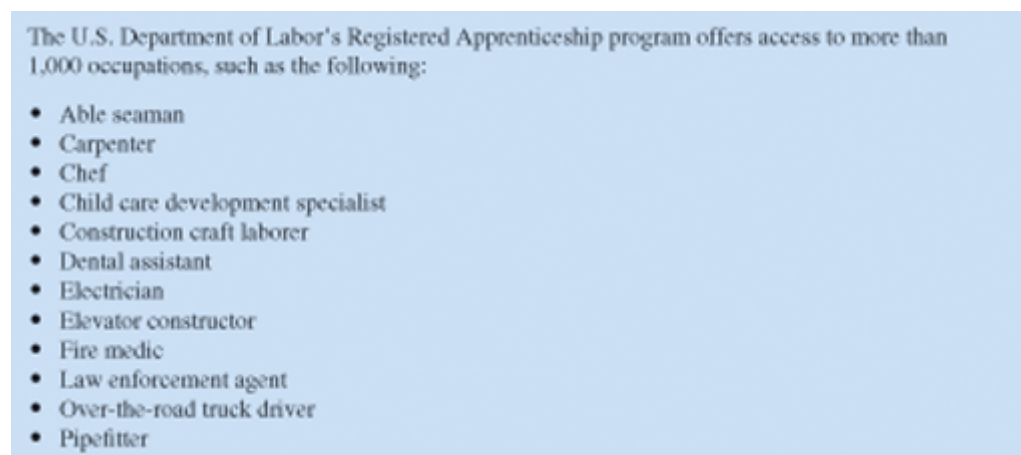 The U.S. Department of Labor's Registered Apprenticeship program offers access to more than
1,000 occupations, such as the following:
• Able seaman
• Carpenter
• Chef
• Child care development specialist
• Construction craft laborer
• Dental assistant
• Electrician
• Elevator constructor
• Fire medic
• Law enforcement agent
• Over-the-road truck driver
• Pipefitter